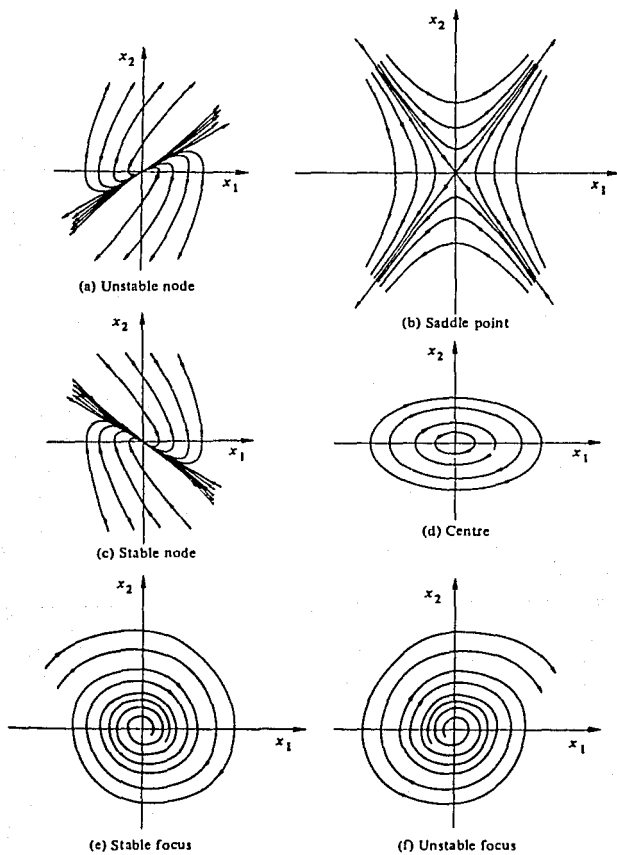 x₂
x₁
(a) Unstable node
x₂
x₁
(b) Saddle point
x₂
x₁
(c) Stable node
x₂
x₁
(d) Centre
x₂
x₁
(e) Stable focus
x₂
x₁
(f) Unstable focus